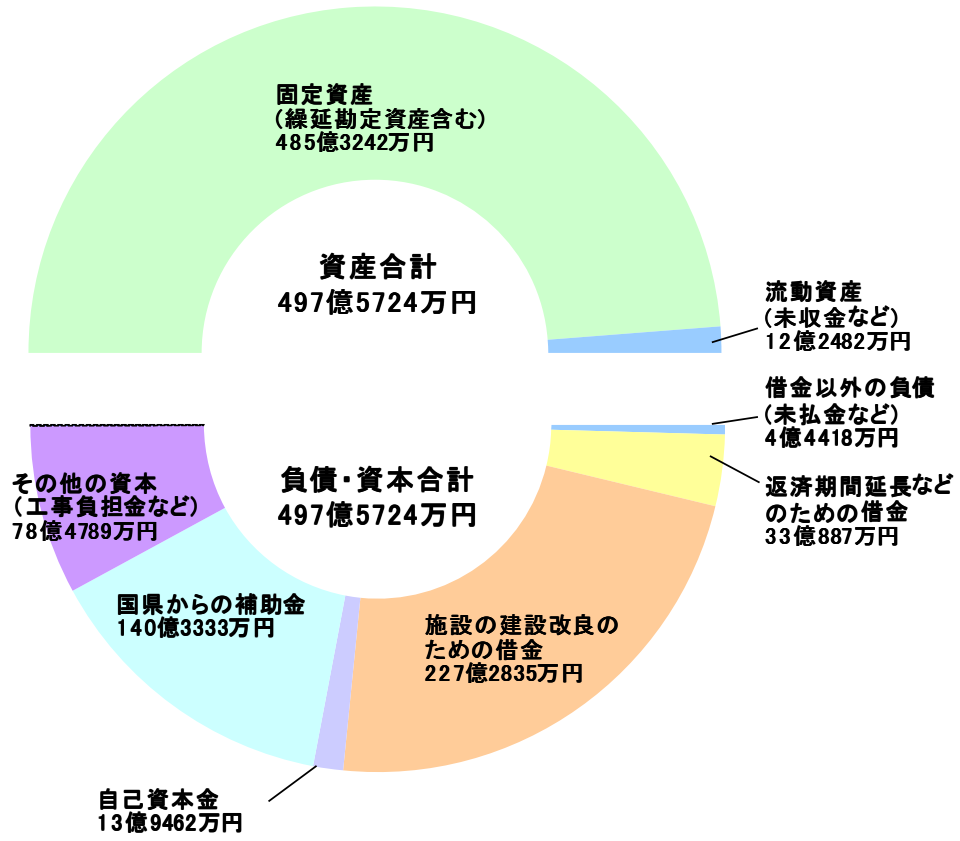 固定資産
(繰延勘定資産含む)
485億3242万円
資産合計
497億5724万円
流動資産
(未収金など)
12億2482万円
借金以外の負債
(未払金など)
4億4418万円
負債・資本合計
497億5724万円
返済期間延長など
のための借金
33億887万円
その他の資本
(工事負担金など)
78億4789万円
国県からの補助金
140億3333万円
施設の建設改良の
ための借金
227億2835万円
自己資本金
13億9462万円